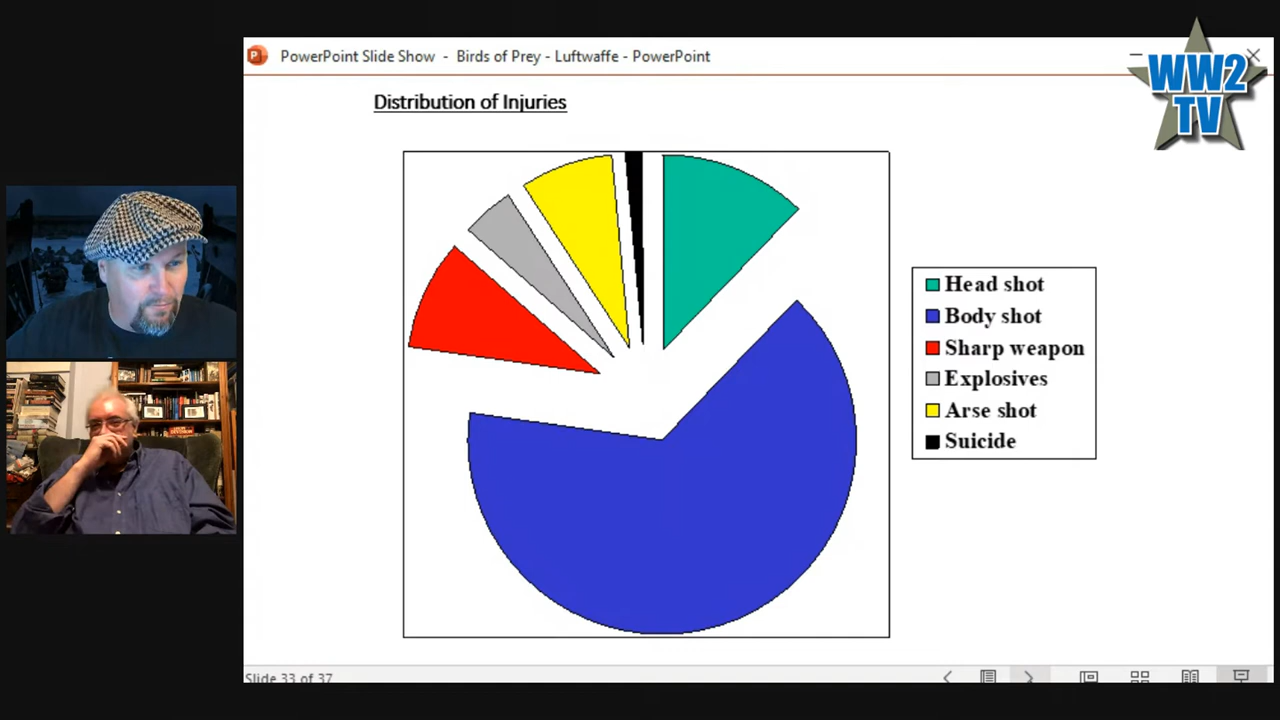 PowerPoint Slide Show - Birds of Prey - Luftwaffe - PowerPoint
WW2
TV
Distribution of Injuries
Head shot
Body shot
Sharp weapon
Explosives
Arse shot
Suicide
Slide 33 of 37